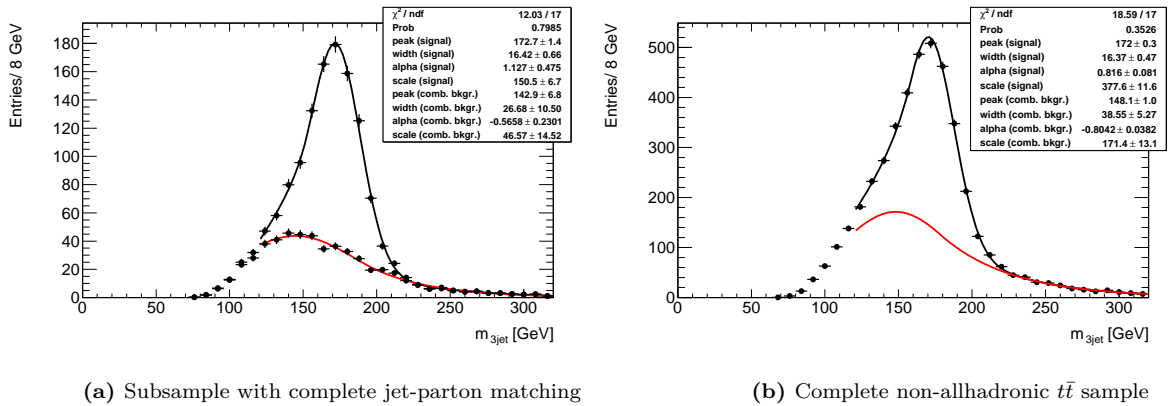 χ² / ndf 12.03 / 17
Prob 0.7985
peak (signal) 172.7 ± 1.4
width (signal) 16.42 ± 0.66
alpha (signal) 1.127 ± 0.475
scale (signal) 150.5 ± 6.7
peak (comb. bkgr.) 142.9 ± 6.8
width (comb. bkgr.) 26.68 ± 10.50
alpha (comb. bkgr.) -0.5658 ± 0.2301
scale (comb. bkgr.) 46.57 ± 14.52
Entries/ 8 GeV
180
160
140
120
100
80
60
40
20
0
0 50 100 150 200 250 300
m3jet [GeV]
(a) Subsample with complete jet-parton matching
χ² / ndf 18.59 / 17
Prob 0.3526
peak (signal) 172 ± 0.3
width (signal) 16.37 ± 0.47
alpha (signal) 0.816 ± 0.081
scale (signal) 377.6 ± 11.6
peak (comb. bkgr.) 148.1 ± 1.0
width (comb. bkgr.) 38.55 ± 5.27
alpha (comb. bkgr.) -0.8042 ± 0.0382
scale (comb. bkgr.) 171.4 ± 13.1
Entries/ 8 GeV
500
400
300
200
100
0
0 50 100 150 200 250 300
m3jet [GeV]
(b) Complete non-allhadronic tt̄ sample